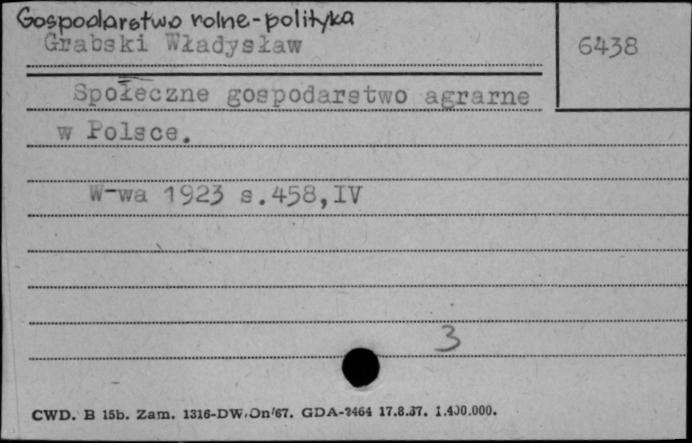 Gospodarstwo rolne-polityka
Grabski Władysław
6438
Społeczne gospodarstwo agrarne
w Polsce.
W-wa 1923 s.458,IV
3
CWD. B 15b. Zam. 1316-DW.On/67. GDA-2464 17.8.67. 1.400.000.